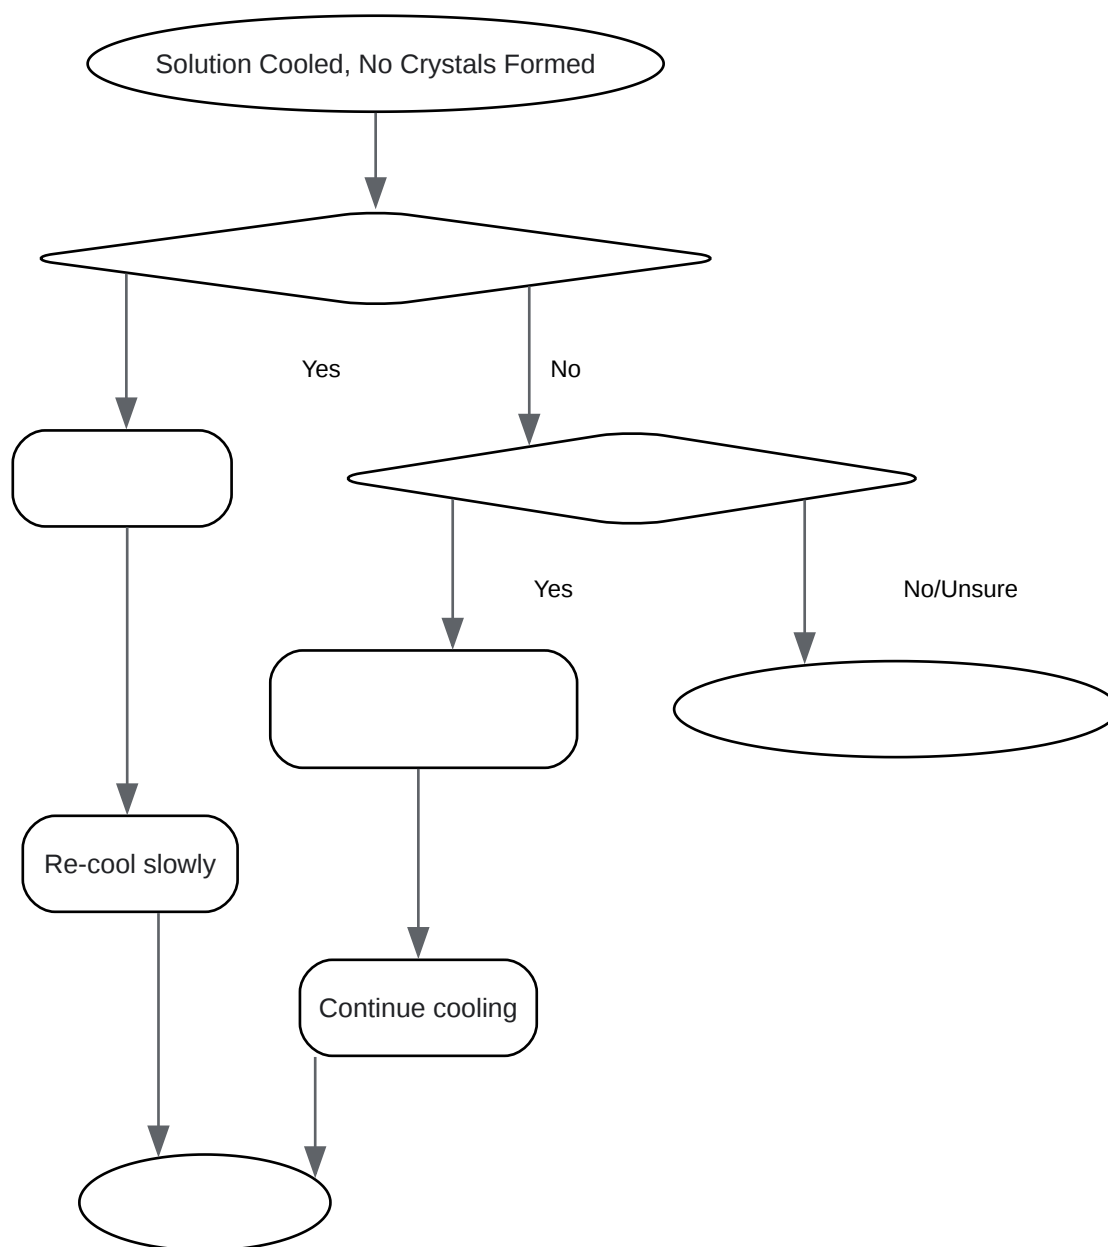 Solution Cooled, No Crystals Formed
Yes
No
Yes
No/Unsure
Re-cool slowly
Continue cooling